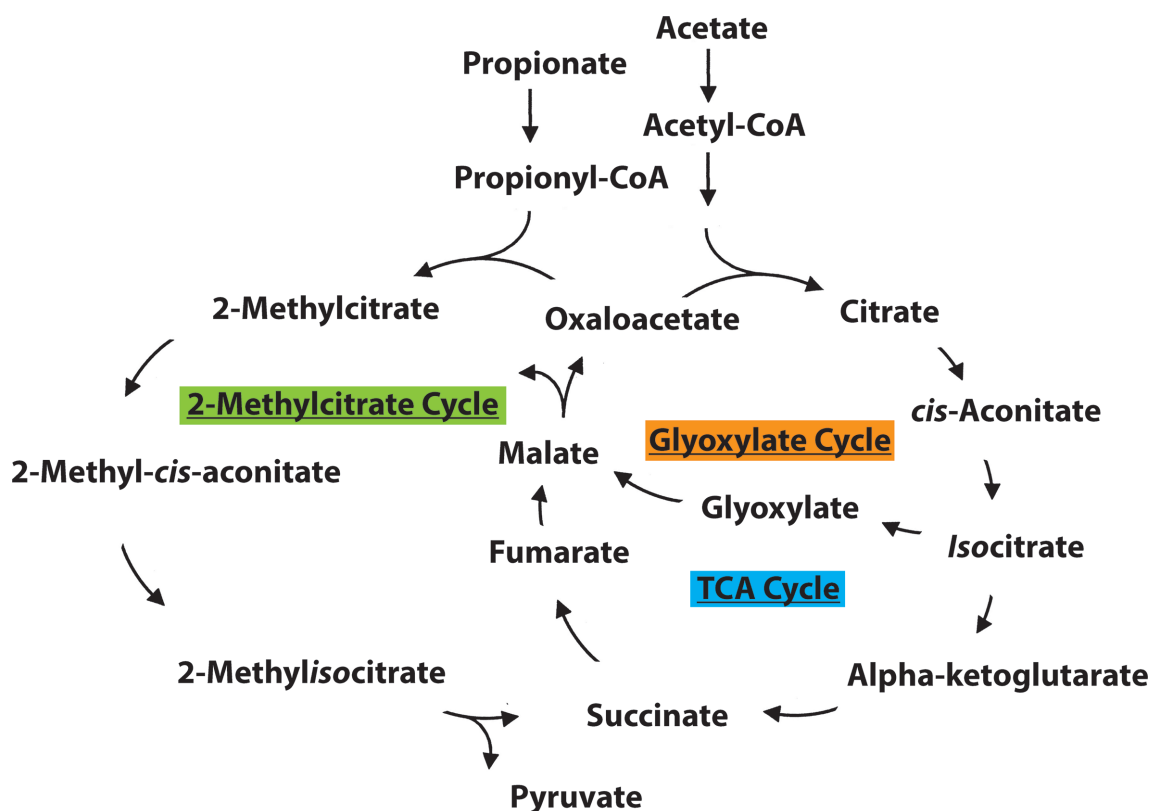 Acetate
Propionate
Acetyl-CoA
Propionyl-CoA
2-Methylcitrate
Oxaloacetate
Citrate
2-Methylcitrate Cycle
cis-Aconitate
Glyoxylate Cycle
Malate
2-Methyl-cis-aconitate
Glyoxylate
Isocitrate
Fumarate
TCA Cycle
2-Methylisocitrate
Alpha-ketoglutarate
Succinate
Pyruvate